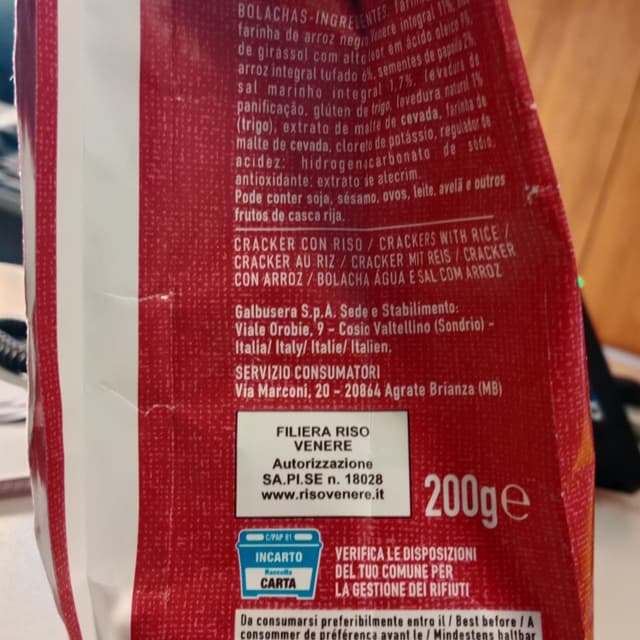 BOLACHAS-INGREDIENTES: farinha
farinha de arroz negro Venere integral 11%,
de girassol com alto teor em ácido oleico 7%,
arroz integral tufado 6%, sementes de papoila 2%,
sal marinho integral 1,7%. levedura de
panificação, glúten de trigo, levedura natural 1%
(trigo), extrato de malte de cevada, farinha de
malte de cevada, cloreto de potássio, regulador de
acidez: hidrogenocarbonato de sódio,
antioxidante: extrato de alecrim.
Pode conter soja, sésamo, ovos, leite, avelã e outros
frutos de casca rija.
CRACKER CON RISO / CRACKERS WITH RICE /
CRACKER AU RIZ / CRACKER MIT REIS / CRACKER
CON ARROZ / BOLACHA ÁGUA E SAL COM ARROZ
Galbusera S.p.A. Sede e Stabilimento:
Viale Orobie, 9 - Cosio Valtellino (Sondrio) -
Italia/ Italy/ Italie/ Italien.
SERVIZIO CONSUMATORI
Via Marconi, 20 - 20864 Agrate Brianza (MB)
FILIERA RISO
VENERE
Autorizzazione
SA.PI.SE n. 18028
www.risovenere.it
200g e
C/PAP 81
INCARTO
Raccolta
CARTA
VERIFICA LE DISPOSIZIONI
DEL TUO COMUNE PER
LA GESTIONE DEI RIFIUTI
Da consumarsi preferibilmente entro il / Best before / A
consommer de préférence avant le / Mindestens haltbar